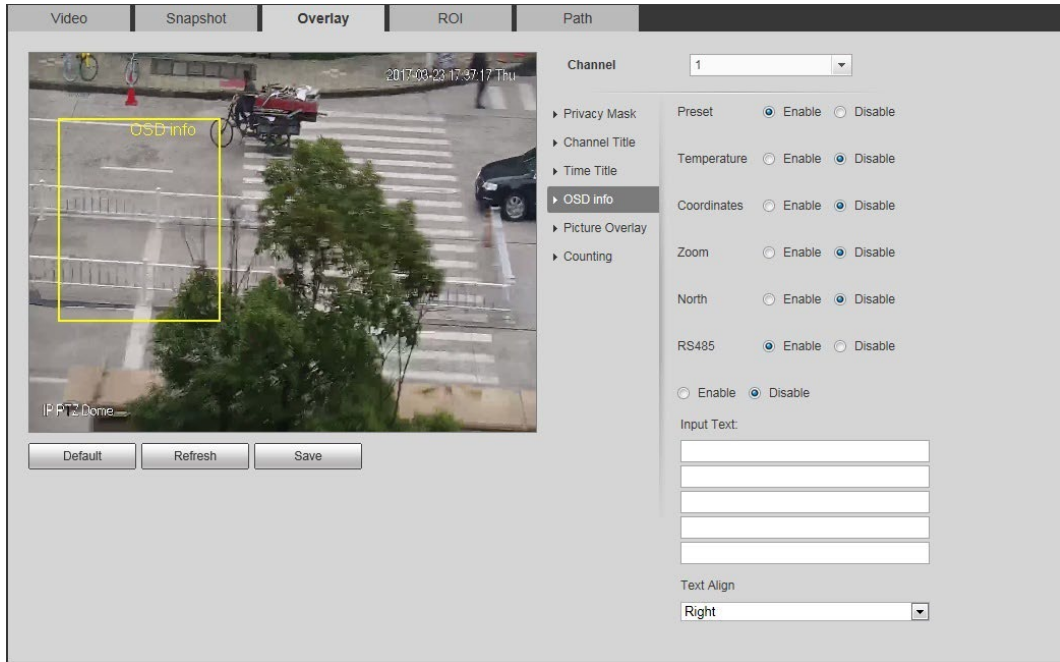 Video Snapshot Overlay ROI Path
2017-03-23 17:37:17 Thu
OSD info
IP PTZ Dome
Default Refresh Save
Channel 1
Privacy Mask
Channel Title
Time Title
OSD info
Picture Overlay
Counting
Preset Enable Disable
Temperature Enable Disable
Coordinates Enable Disable
Zoom Enable Disable
North Enable Disable
RS485 Enable Disable
Enable Disable
Input Text:
Text Align
Right